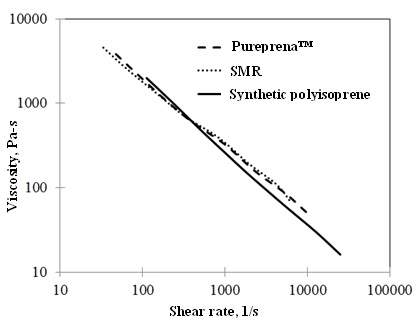 10000
1000
100
10
Viscosity, Pa-s
Pureprena™
SMR
Synthetic polyisoprene
10
100
1000
10000
100000
Shear rate, 1/s